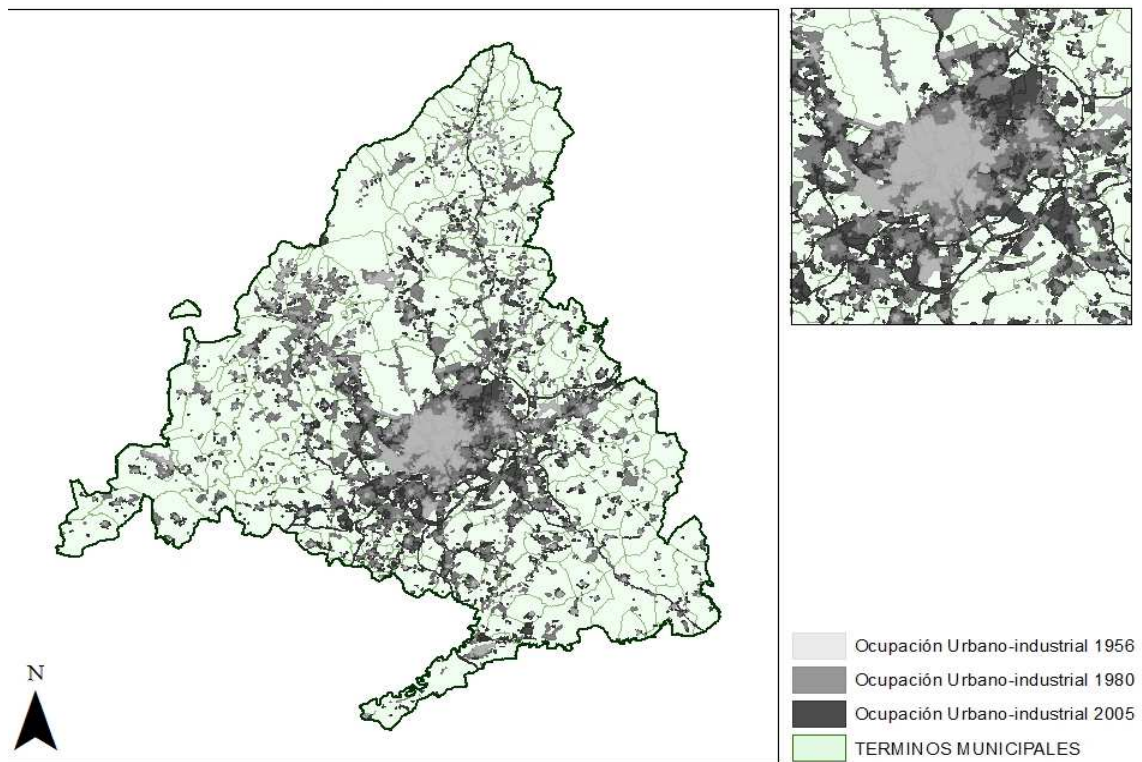 N
Ocupación Urbano-industrial 1956
Ocupación Urbano-industrial 1980
Ocupación Urbano-industrial 2005
TERMINOS MUNICIPALES